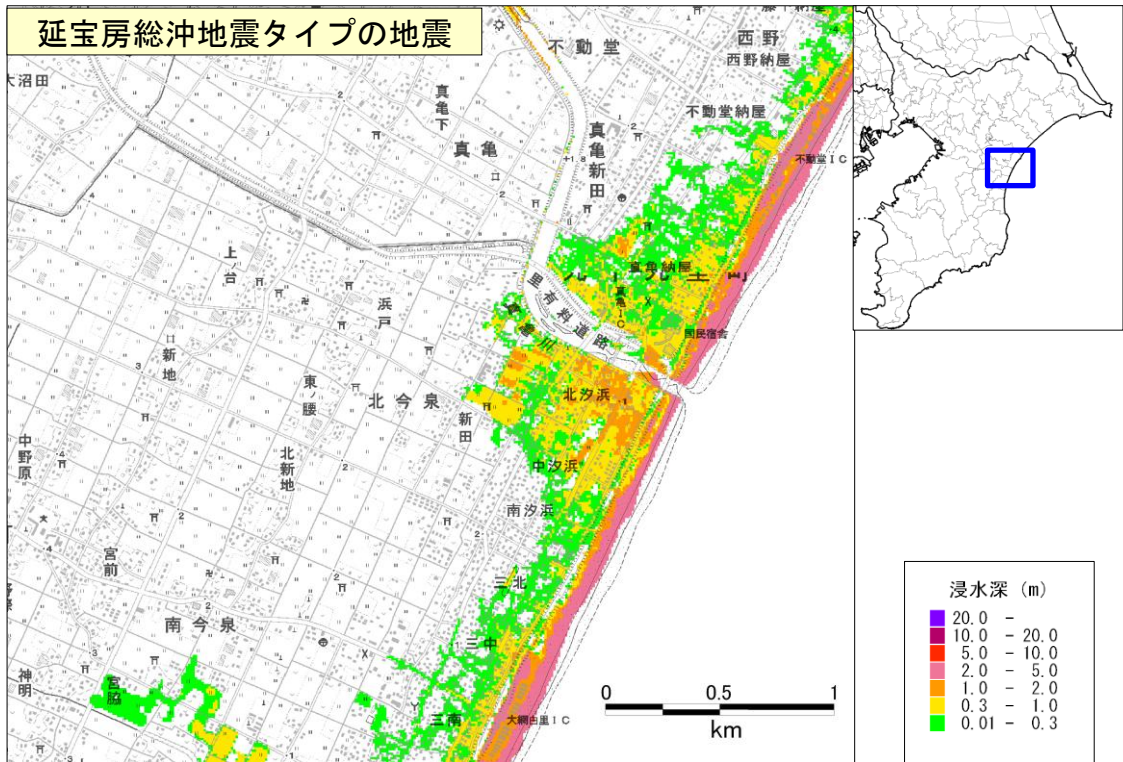 延宝房総沖地震タイプの地震
不動堂
西野
西野納屋
大沼田
真亀下
不動堂納屋
真亀
真亀新田
不動堂IC
+1.8
上台
真亀納屋
里有料道路
真亀IC
真亀川
国民宿舎
浜戸
新地
東ノ腰
北今泉
北汐浜
新田
中野原
北新地
中汐浜
南汐浜
宮前
三北
南今泉
三中
神明
宮脇
三南
大網白里IC
0 0.5 1
km
浸水深 (m)
20.0 -
10.0 - 20.0
5.0 - 10.0
2.0 - 5.0
1.0 - 2.0
0.3 - 1.0
0.01 - 0.3